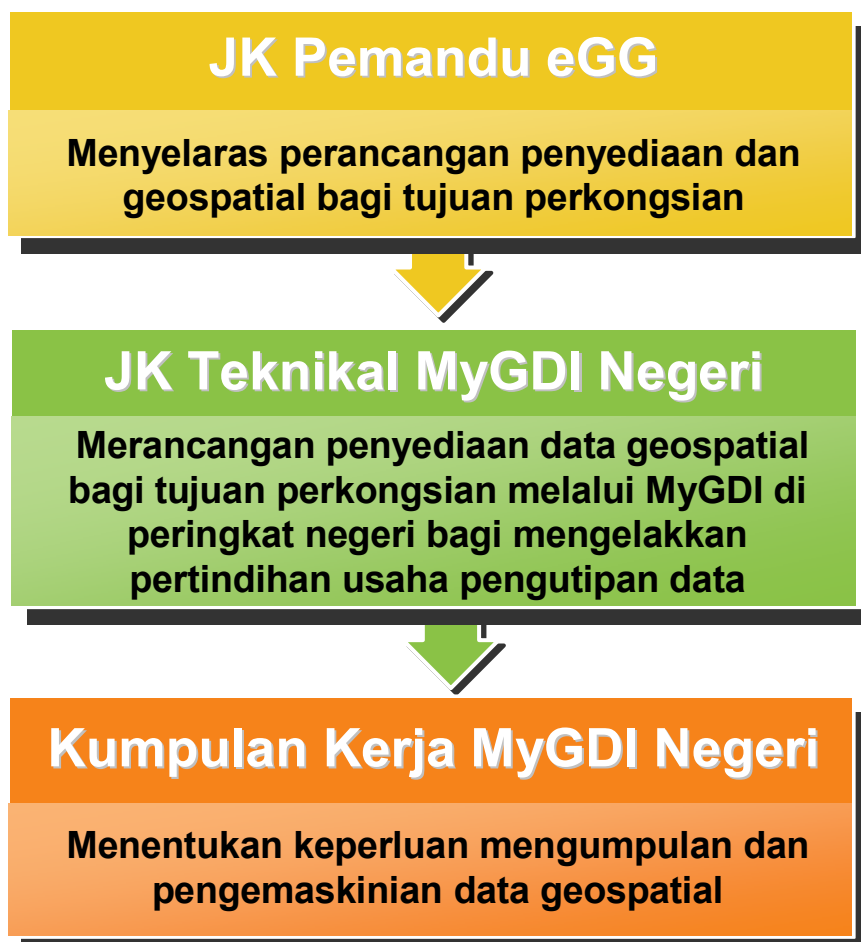 JK Pemandu eGG
Menyelaras perancangan penyediaan dan
geospatial bagi tujuan perkongsian
JK Teknikal MyGDI Negeri
Merancangan penyediaan data geospatial
bagi tujuan perkongsian melalui MyGDI di
peringkat negeri bagi mengelakkan
pertindihan usaha pengutipan data
Kumpulan Kerja MyGDI Negeri
Menentukan keperluan mengumpulan dan
pengemaskinian data geospatial